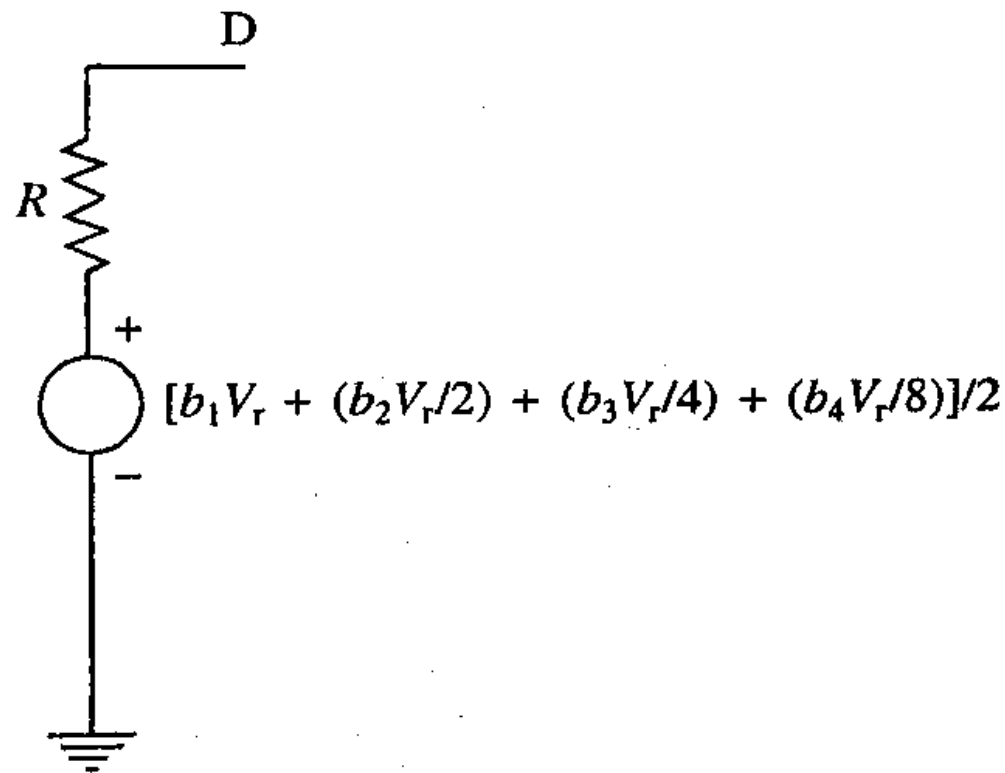 D
R
+
[b₁Vᵣ + (b₂Vᵣ/2) + (b₃Vᵣ/4) + (b₄Vᵣ/8)]/2
−